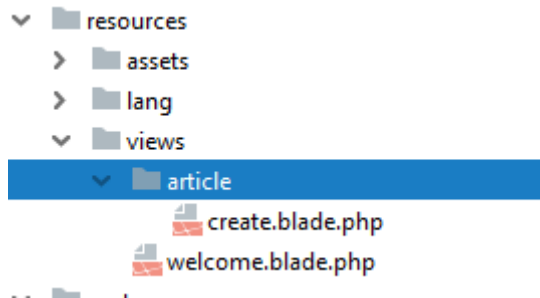 resources
assets
lang
views
article
create.blade.php
welcome.blade.php